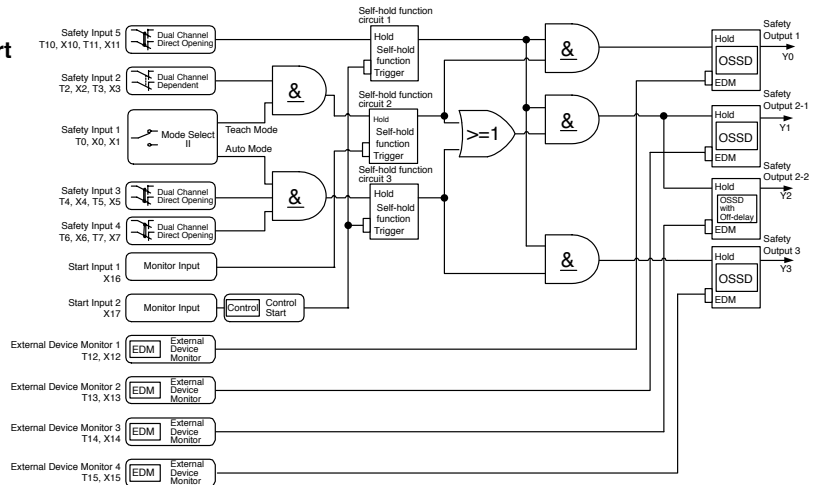 rt
Safety Input 5
T10, X10, T11, X11
Dual Channel
Direct Opening
Safety Input 2
T2, X2, T3, X3
Dual Channel
Dependent
Safety Input 1
T0, X0, X1
Mode Select
II
Teach Mode
Auto Mode
Safety Input 3
T4, X4, T5, X5
Dual Channel
Direct Opening
Safety Input 4
T6, X6, T7, X7
Dual Channel
Direct Opening
Start Input 1
X16
Monitor Input
Start Input 2
X17
Monitor Input
Control
Control
Start
External Device Monitor 1
T12, X12
EDM
External
Device
Monitor
External Device Monitor 2
T13, X13
EDM
External
Device
Monitor
External Device Monitor 3
T14, X14
EDM
External
Device
Monitor
External Device Monitor 4
T15, X15
EDM
External
Device
Monitor
&
&
Self-hold function
circuit 1
Hold
Self-hold
function
Trigger
Self-hold function
circuit 2
Hold
Self-hold
function
Trigger
Self-hold function
circuit 3
Hold
Self-hold
function
Trigger
>=1
&
&
&
Hold
OSSD
EDM
Safety
Output 1
Y0
Hold
OSSD
EDM
Safety
Output 2-1
Y1
Hold
OSSD
with
Off-delay
EDM
Safety
Output 2-2
Y2
Hold
OSSD
EDM
Safety
Output 3
Y3